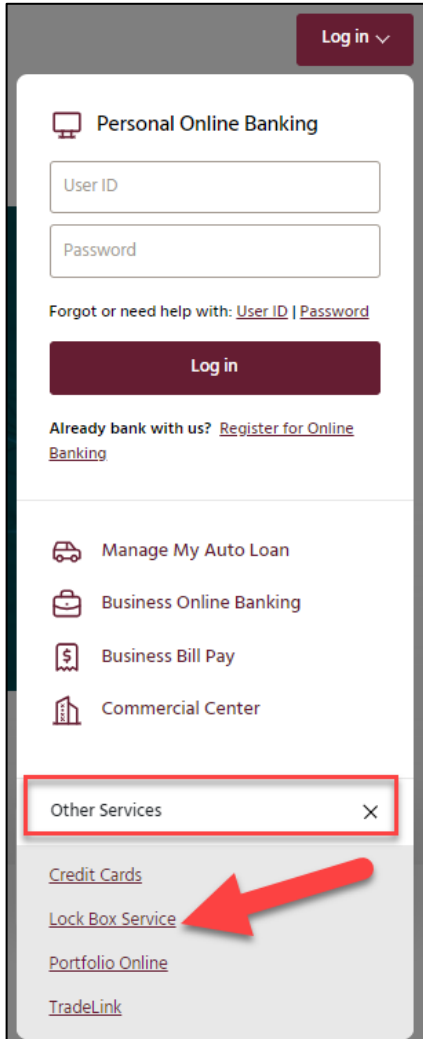 Log in
Personal Online Banking
User ID
Password
Forgot or need help with: User ID | Password
Log in
Already bank with us? Register for Online
Banking
Manage My Auto Loan
Business Online Banking
Business Bill Pay
Commercial Center
Other Services
Credit Cards
Lock Box Service
Portfolio Online
TradeLink